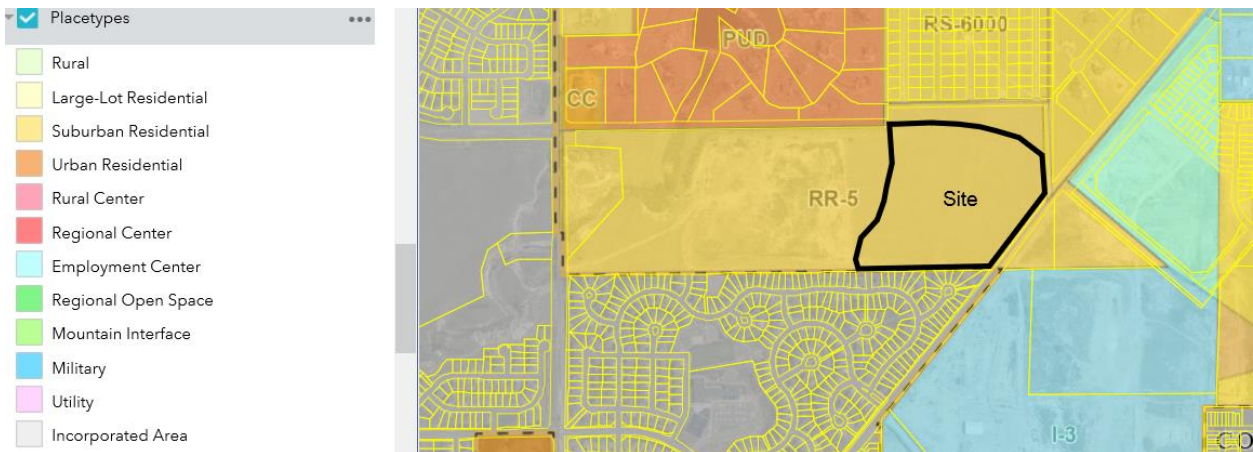 Placetypes
Rural
Large-Lot Residential
Suburban Residential
Urban Residential
Rural Center
Regional Center
Employment Center
Regional Open Space
Mountain Interface
Military
Utility
Incorporated Area
PUD
RS-6000
CC
RR-5
Site
I-3
CO